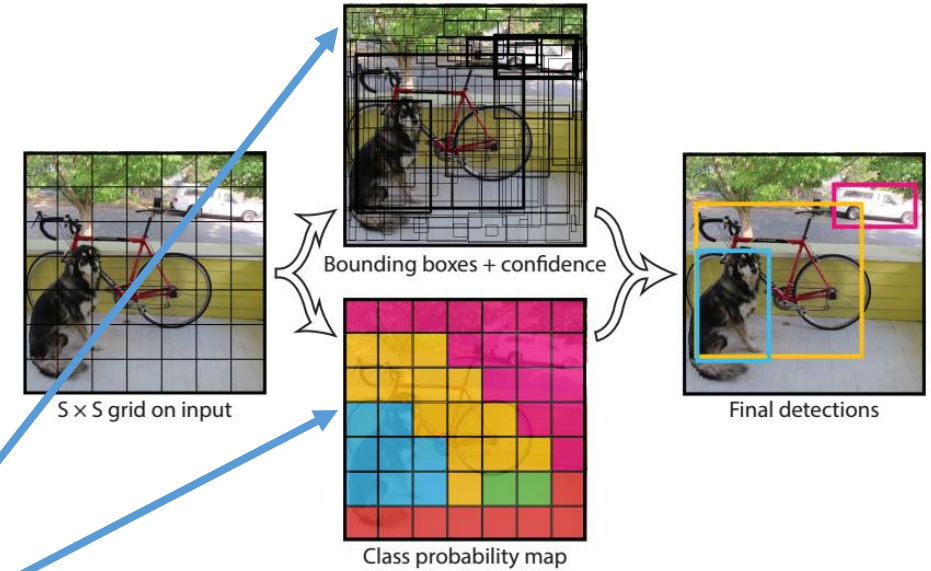 Bounding boxes + confidence
S × S grid on input
Final detections
Class probability map